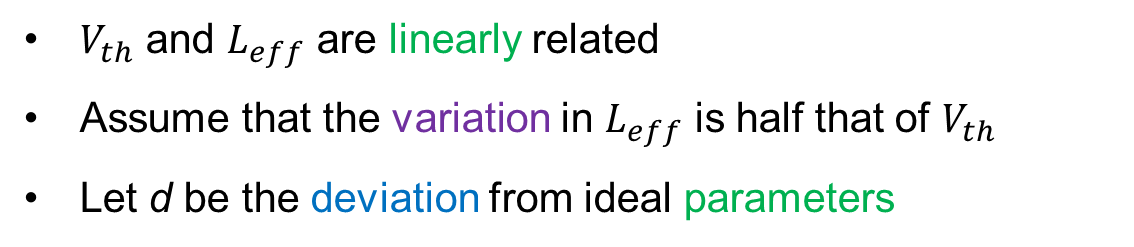 • V_th and L_eff are linearly related
• Assume that the variation in L_eff is half that of V_th
• Let d be the deviation from ideal parameters